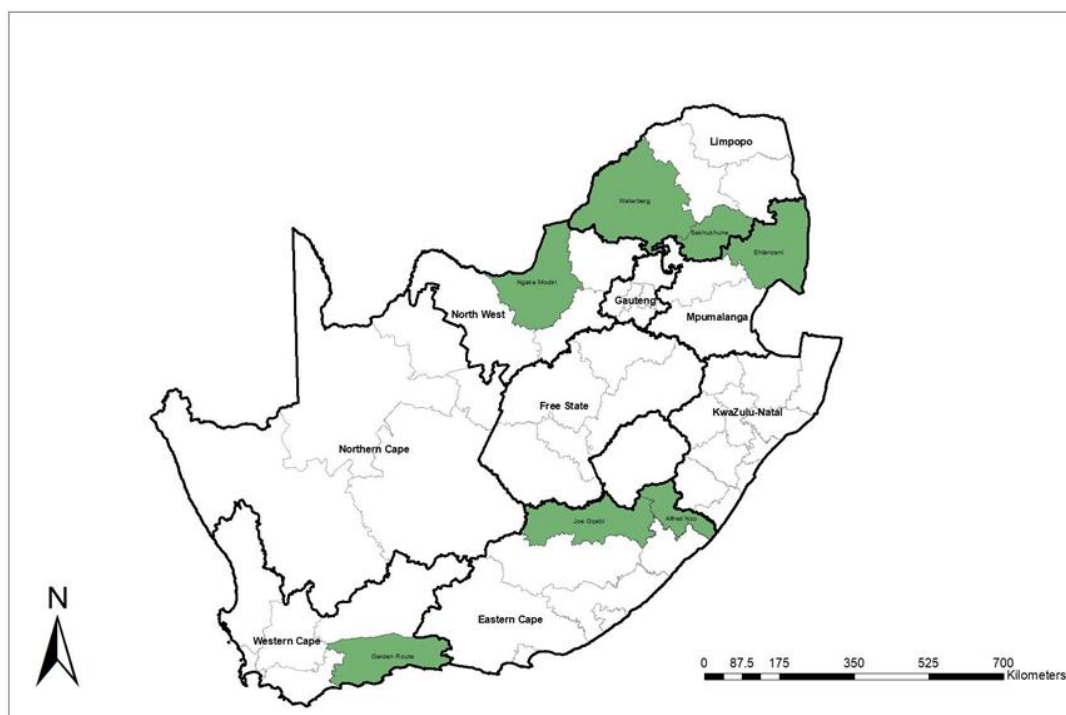 Limpopo
Waterberg
Sekhukhune
Ehlanzeni
Ngaka Modiri
Gauteng
North West
Mpumalanga
Free State
KwaZulu-Natal
Northern Cape
Joe Gqabi
Alfred Nzo
Eastern Cape
Western Cape
Garden Route
N
0 87.5 175 350 525 700
Kilometers